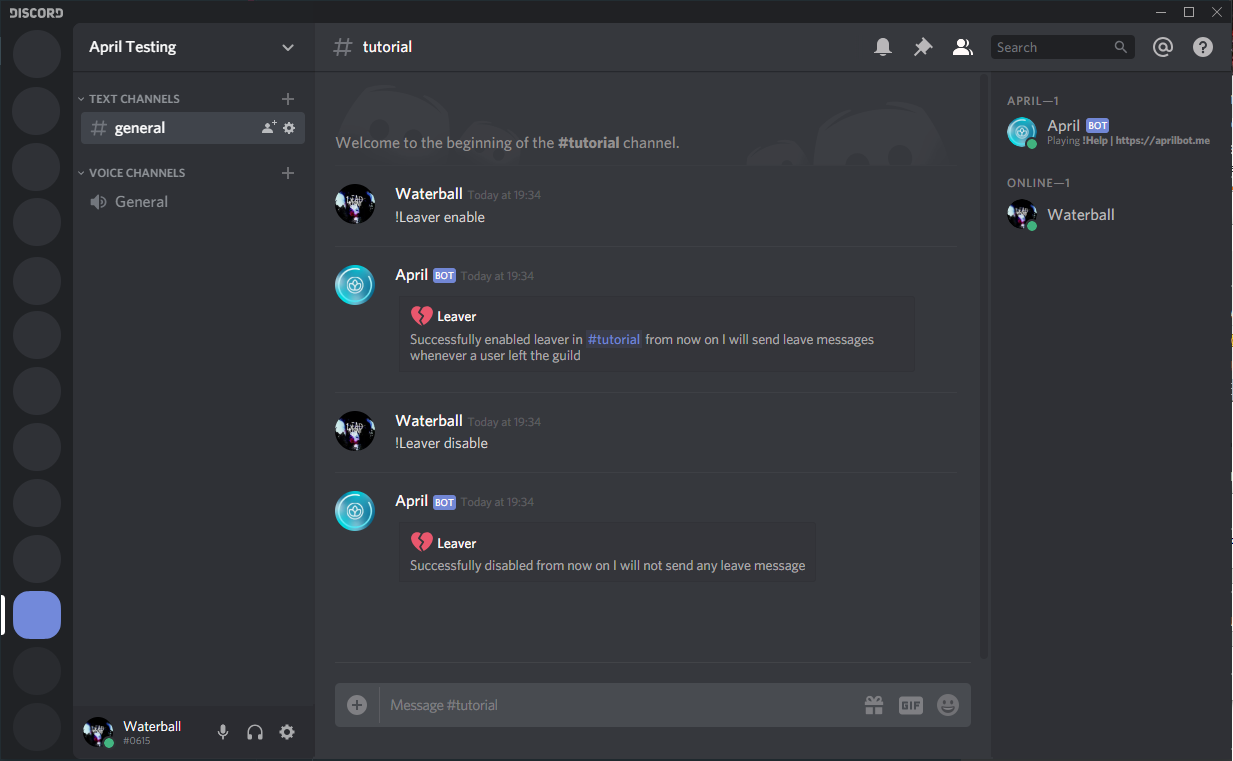 DISCORD
April Testing
TEXT CHANNELS
# general
VOICE CHANNELS
General
Waterball
#0615
# tutorial
Search
Welcome to the beginning of the #tutorial channel.
Waterball Today at 19:34
!Leaver enable
April BOT Today at 19:34
Leaver
Successfully enabled leaver in #tutorial from now on I will send leave messages
whenever a user left the guild
Waterball Today at 19:34
!Leaver disable
April BOT Today at 19:34
Leaver
Successfully disabled from now on I will not send any leave message
Message #tutorial
GIF
APRIL—1
April BOT
Playing !Help | https://aprilbot.me
ONLINE—1
Waterball